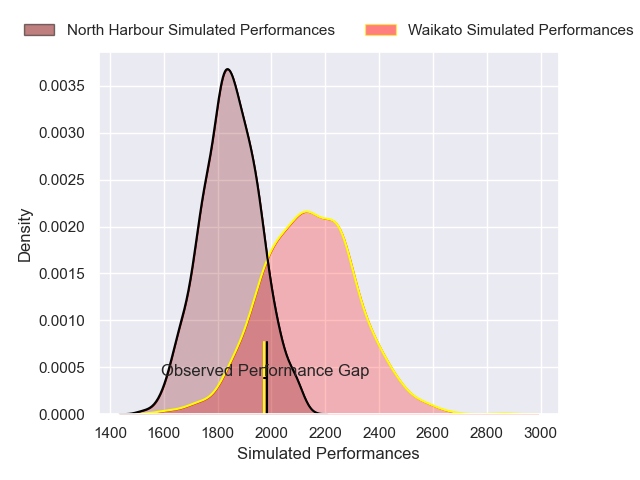 North Harbour Simulated Performances
Waikato Simulated Performances
0.0035
0.0030
0.0025
0.0020
0.0015
0.0010
0.0005
0.0000
Density
Observed Performance Gap
1400 1600 1800 2000 2200 2400 2600 2800 3000
Simulated Performances